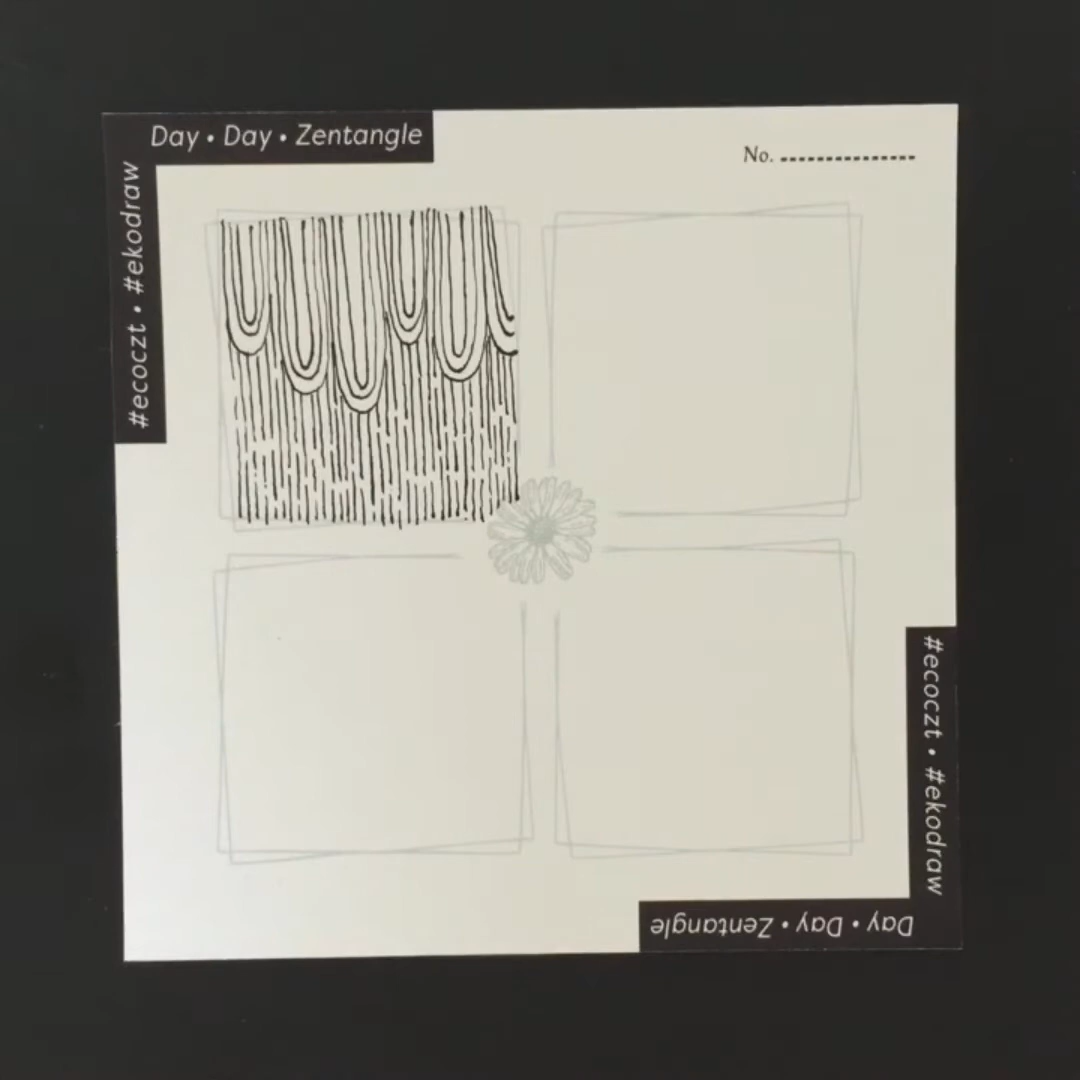 Day • Day • Zentangle
No. ---------------
#ecoczt • #ekodraw
#ecoczt • #ekodraw
Day • Day • Zentangle